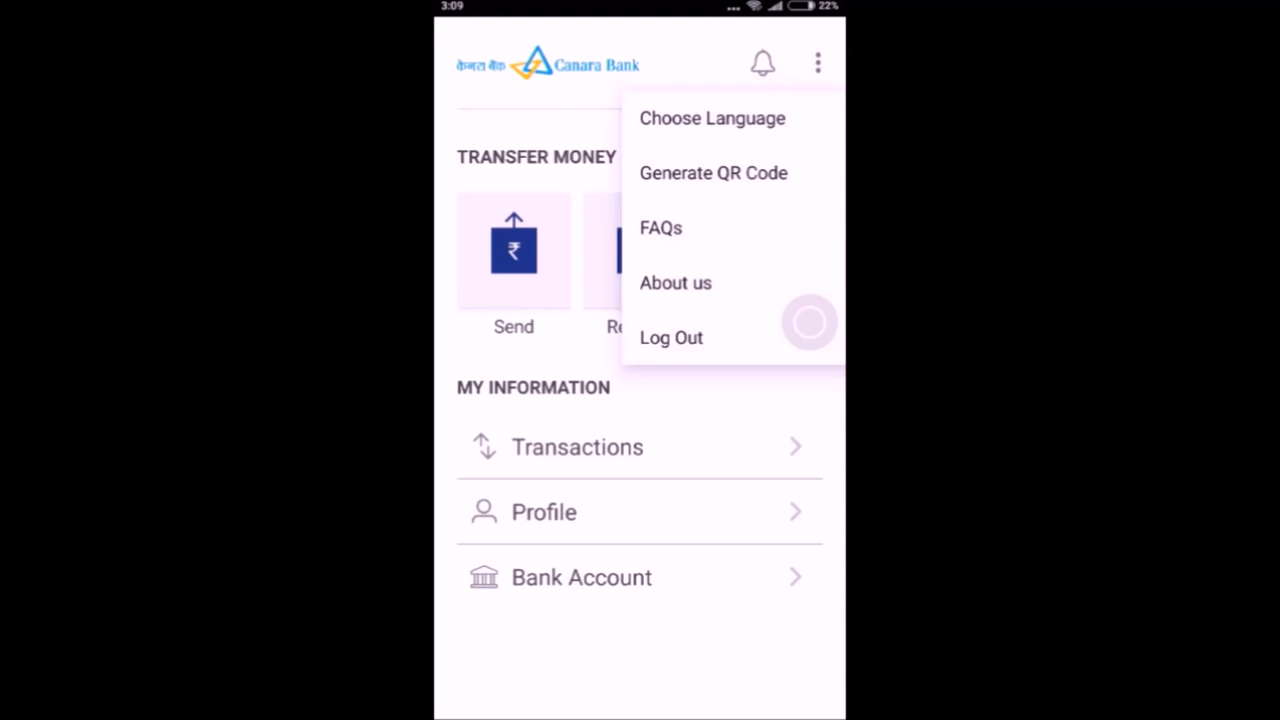 3:09
22%
केनरा बैंक Canara Bank
Choose Language
TRANSFER MONEY
Generate QR Code
₹
FAQs
About us
Send
Log Out
MY INFORMATION
Transactions
Profile
Bank Account